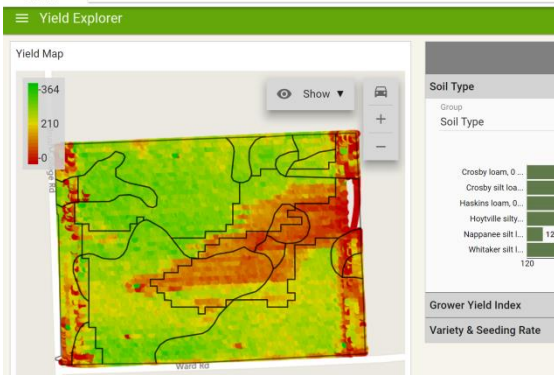 Yield Explorer
Yield Map
364
210
0
Show
Soil Type
Group
Soil Type
Crosby loam, 0 ...
Crosby silt loa...
Haskins loam, 0...
Hoytville silty...
Nappanee silt l...
12
Whitaker silt l...
120
Grower Yield Index
Variety & Seeding Rate
Ward Rd